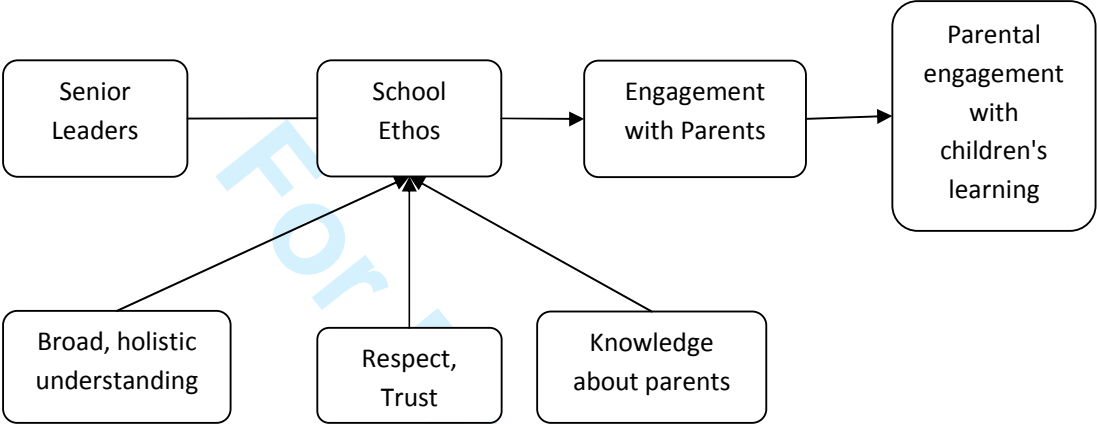 Senior
Leaders
School
Ethos
Engagement
with Parents
Parental
engagement
with
children's
learning
Broad, holistic
understanding
Respect,
Trust
Knowledge
about parents
For